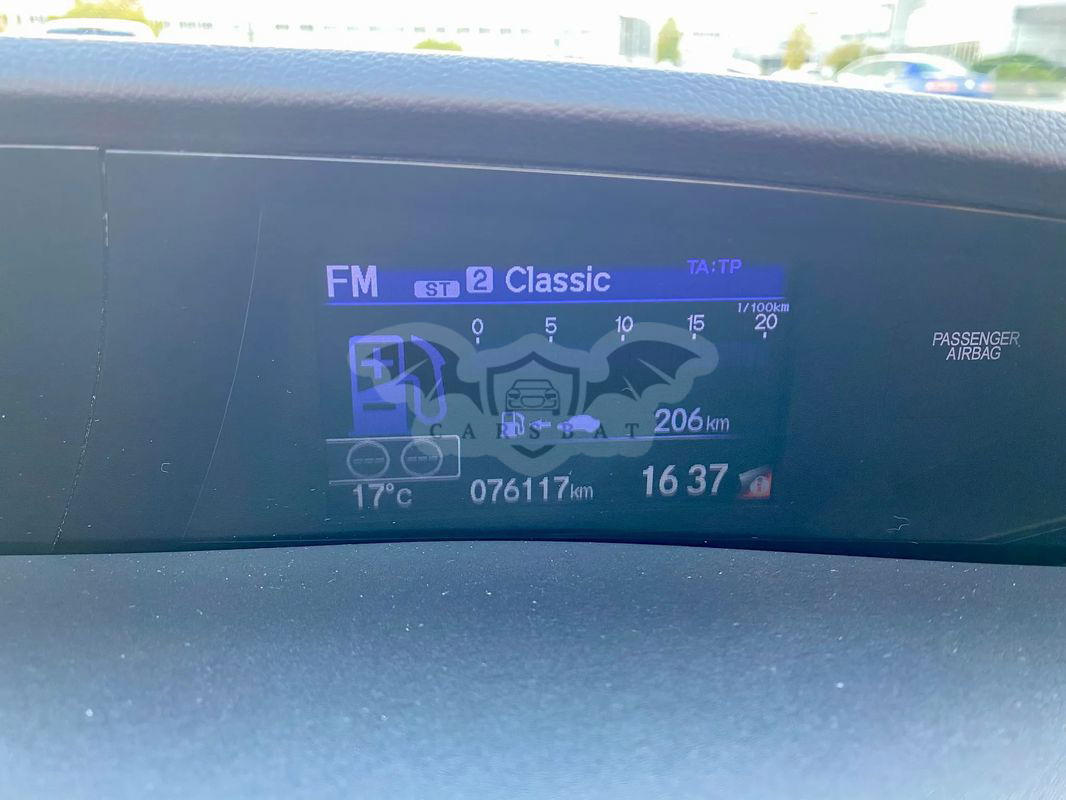 FM ST 2 Classic TA:TP
l/100km
0 5 10 15 20
PASSENGER
AIRBAG
206km
CARSBAT
17°C 076117km 16 37